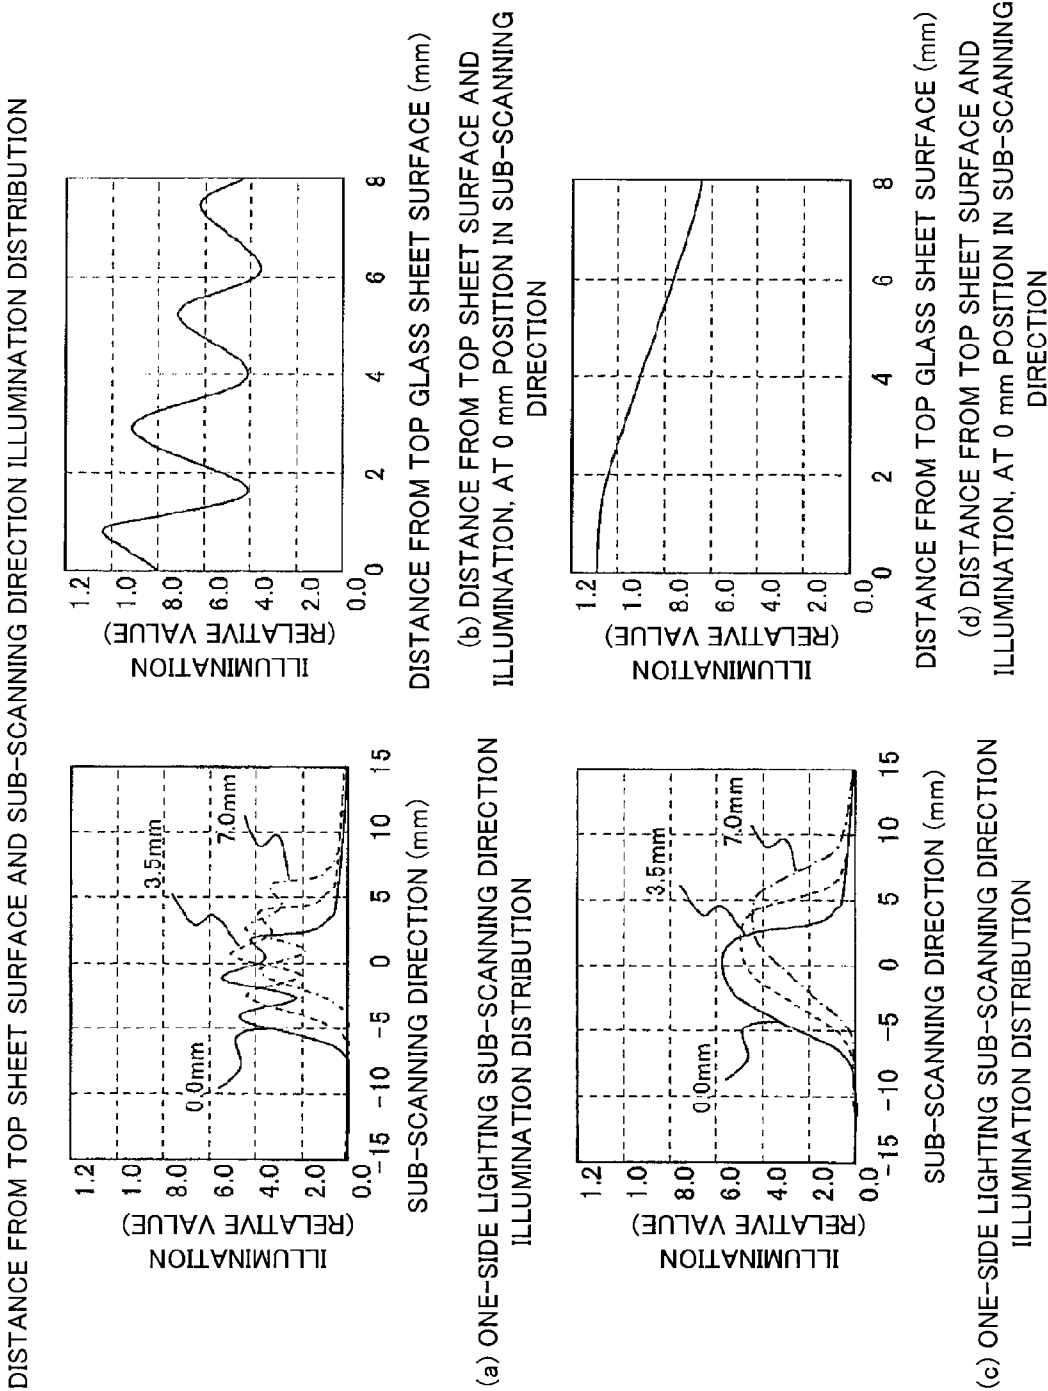 DISTANCE FROM TOP SHEET SURFACE AND SUB-SCANNING DIRECTION ILLUMINATION DISTRIBUTION
ILLUMINATION
(RELATIVE VALUE)
1.2
1.0
8.0
6.0
4.0
2.0
0.0
-15
-10
-5
0
5
10
15
0.0mm
3.5mm
7.0mm
SUB-SCANNING DIRECTION (mm)
(a) ONE-SIDE LIGHTING SUB-SCANNING DIRECTION
ILLUMINATION DISTRIBUTION
ILLUMINATION
(RELATIVE VALUE)
1.2
1.0
8.0
6.0
4.0
2.0
0.0
0
2
4
6
8
DISTANCE FROM TOP GLASS SHEET SURFACE (mm)
(b) DISTANCE FROM TOP SHEET SURFACE AND
ILLUMINATION, AT 0 mm POSITION IN SUB-SCANNING
DIRECTION
ILLUMINATION
(RELATIVE VALUE)
1.2
1.0
8.0
6.0
4.0
2.0
0.0
-15
-10
-5
0
5
10
15
0.0mm
3.5mm
7.0mm
SUB-SCANNING DIRECTION (mm)
(c) ONE-SIDE LIGHTING SUB-SCANNING DIRECTION
ILLUMINATION DISTRIBUTION
ILLUMINATION
(RELATIVE VALUE)
1.2
1.0
8.0
6.0
4.0
2.0
0.0
0
2
4
6
8
DISTANCE FROM TOP GLASS SHEET SURFACE (mm)
(d) DISTANCE FROM TOP SHEET SURFACE AND
ILLUMINATION, AT 0 mm POSITION IN SUB-SCANNING
DIRECTION